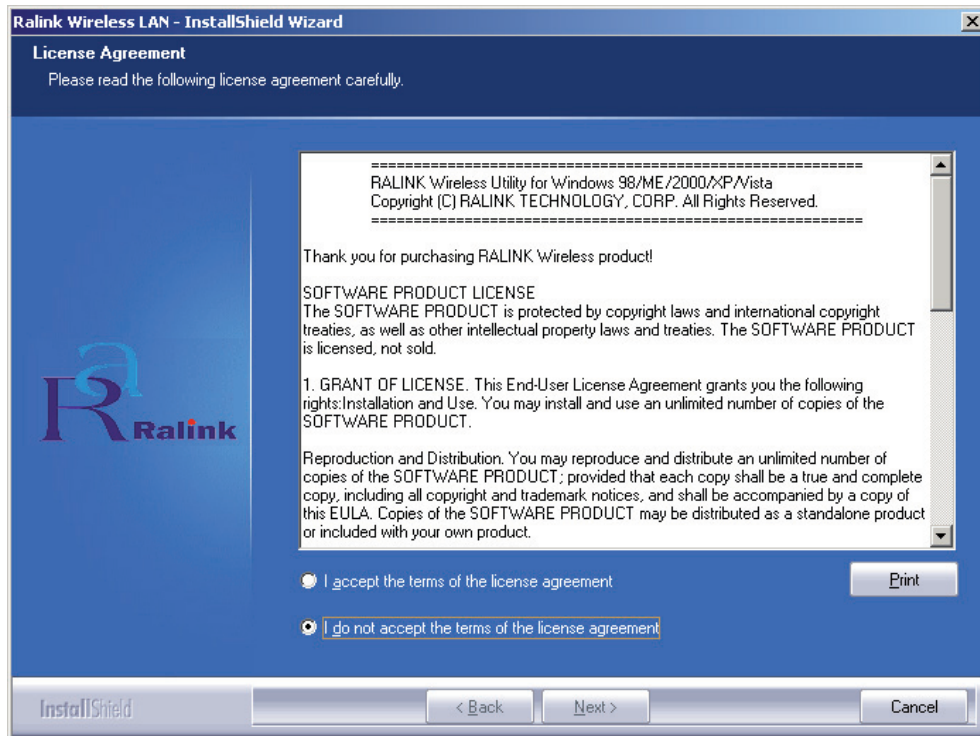 Ralink Wireless LAN - InstallShield Wizard
License Agreement
Please read the following license agreement carefully.
============================================================
RALINK Wireless Utility for Windows 98/ME/2000/XP/Vista
Copyright (C) RALINK TECHNOLOGY, CORP. All Rights Reserved.
============================================================
Thank you for purchasing RALINK Wireless product!
SOFTWARE PRODUCT LICENSE
The SOFTWARE PRODUCT is protected by copyright laws and international copyright
treaties, as well as other intellectual property laws and treaties. The SOFTWARE PRODUCT
is licensed, not sold.
1. GRANT OF LICENSE. This End-User License Agreement grants you the following
rights:Installation and Use. You may install and use an unlimited number of copies of the
SOFTWARE PRODUCT.
Reproduction and Distribution. You may reproduce and distribute an unlimited number of
copies of the SOFTWARE PRODUCT; provided that each copy shall be a true and complete
copy, including all copyright and trademark notices, and shall be accompanied by a copy of
this EULA. Copies of the SOFTWARE PRODUCT may be distributed as a standalone product
or included with your own product.
Ra
Ralink
I accept the terms of the license agreement
Print
I do not accept the terms of the license agreement
InstallShield
< Back
Next >
Cancel